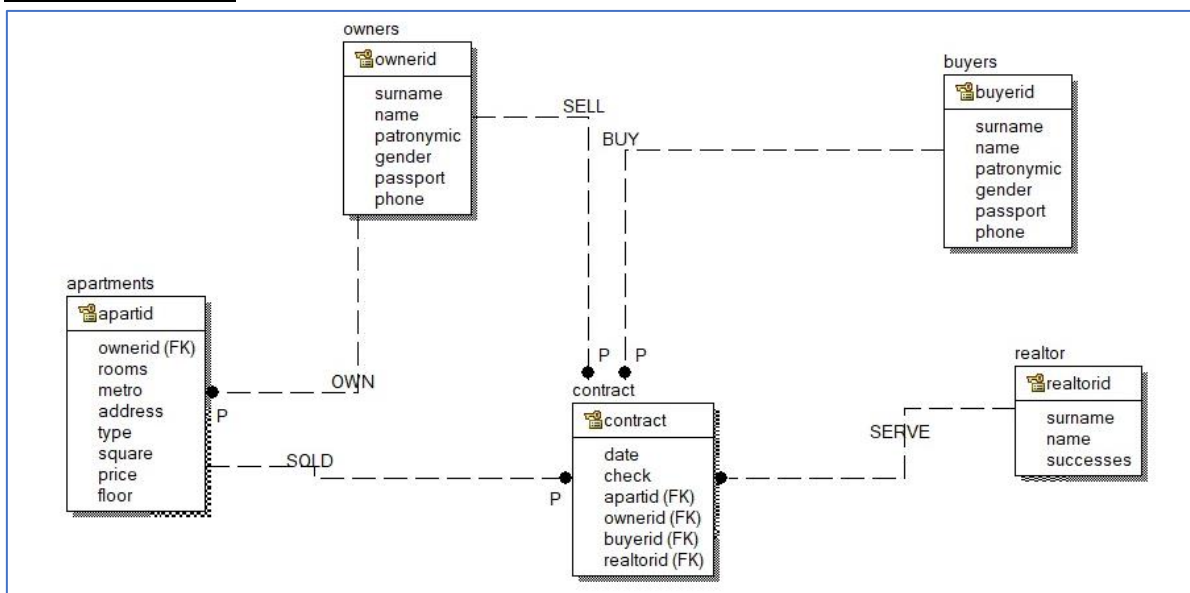 owners
ownerid
surname
name
patronymic
gender
passport
phone
SELL
buyers
buyerid
surname
name
patronymic
gender
passport
phone
BUY
apartments
apartid
ownerid (FK)
rooms
metro
address
type
square
price
floor
OWN
P
SOLD
P
P
P
contract
contract
date
check
apartid (FK)
ownerid (FK)
buyerid (FK)
realtorid (FK)
SERVE
realtor
realtorid
surname
name
successes